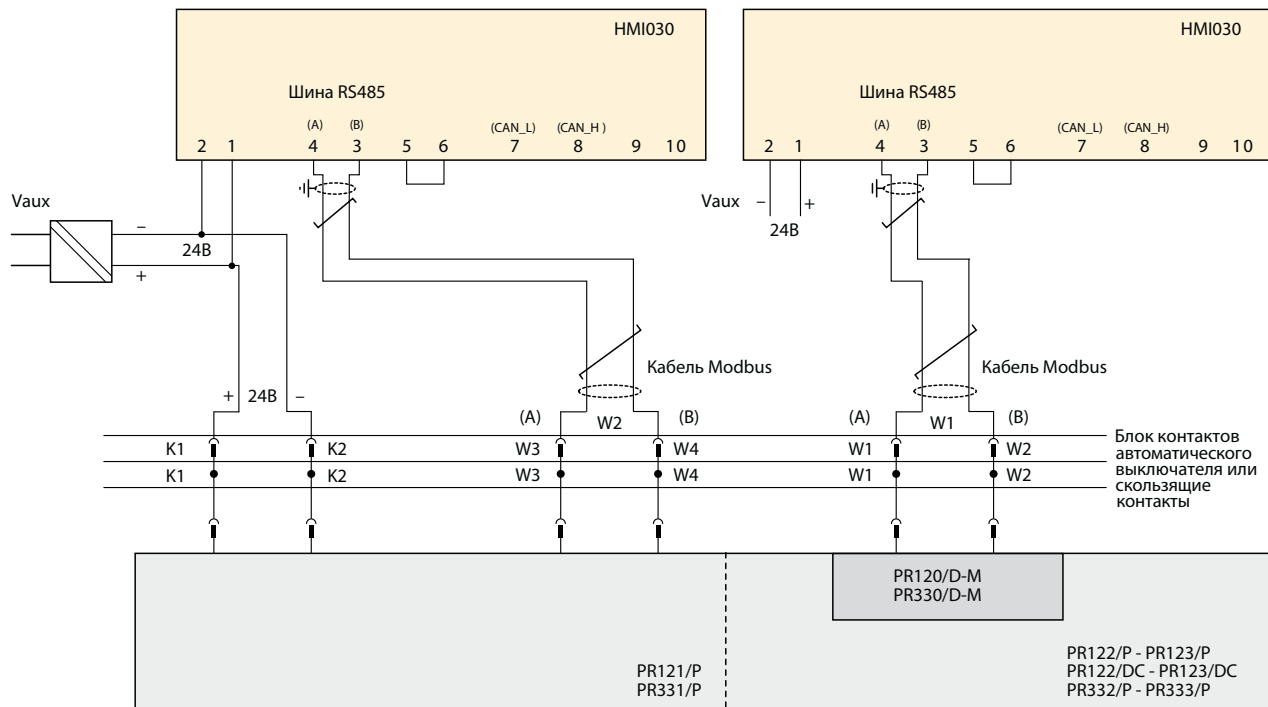 HMI030
HMI030
Шина RS485
Шина RS485
(A) (B) (CAN_L) (CAN_H )
2 1 4 3 5 6 7 8 9 10
(A) (B) (CAN_L) (CAN_H)
2 1 4 3 5 6 7 8 9 10
Vaux
–
24В
+
Vaux – +
24В
Кабель Modbus
Кабель Modbus
+ 24В –
(A) W2 (B)
(A) W1 (B)
K1 K2 W3 W4 W1 W2
K1 K2 W3 W4 W1 W2
Блок контактов
автоматического
выключателя или
скользящие
контакты
PR120/D-M
PR330/D-M
PR121/P
PR331/P
PR122/P - PR123/P
PR122/DC - PR123/DC
PR332/P - PR333/P